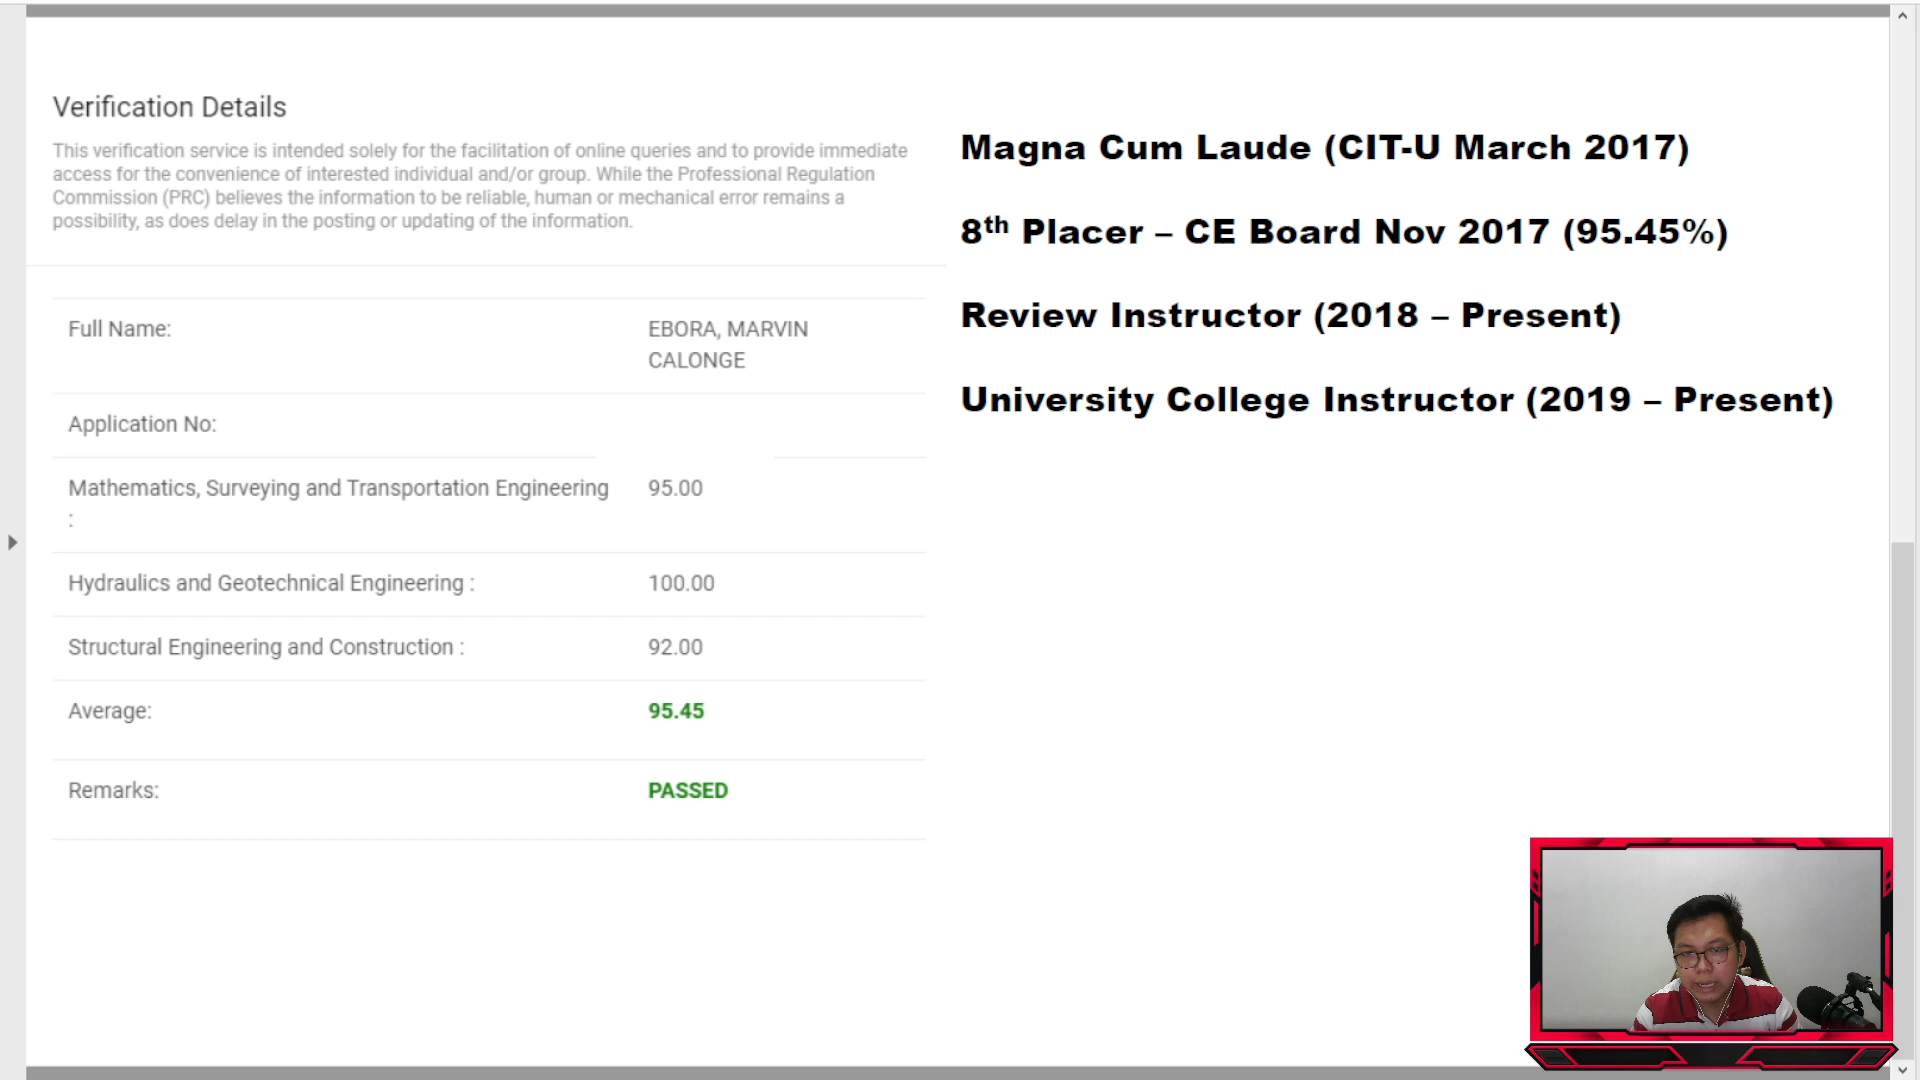 Verification Details
This verification service is intended solely for the facilitation of online queries and to provide immediate
access for the convenience of interested individual and/or group. While the Professional Regulation
Commission (PRC) believes the information to be reliable, human or mechanical error remains a
possibility, as does delay in the posting or updating of the information.
Full Name: EBORA, MARVIN
CALONGE
Application No:
Mathematics, Surveying and Transportation Engineering 95.00
:
Hydraulics and Geotechnical Engineering : 100.00
Structural Engineering and Construction : 92.00
Average: 95.45
Remarks: PASSED
Magna Cum Laude (CIT-U March 2017)
8th Placer – CE Board Nov 2017 (95.45%)
Review Instructor (2018 – Present)
University College Instructor (2019 – Present)